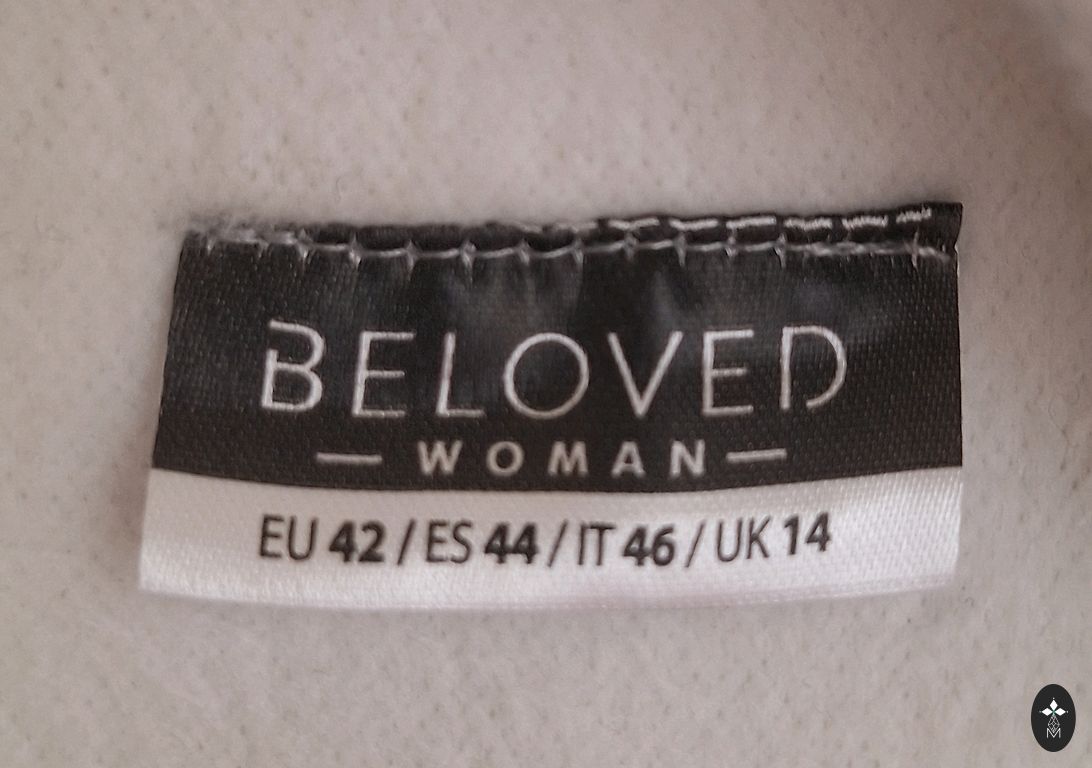 BELOVED
WOMAN
EU 42 / ES 44 / IT 46 / UK 14
M